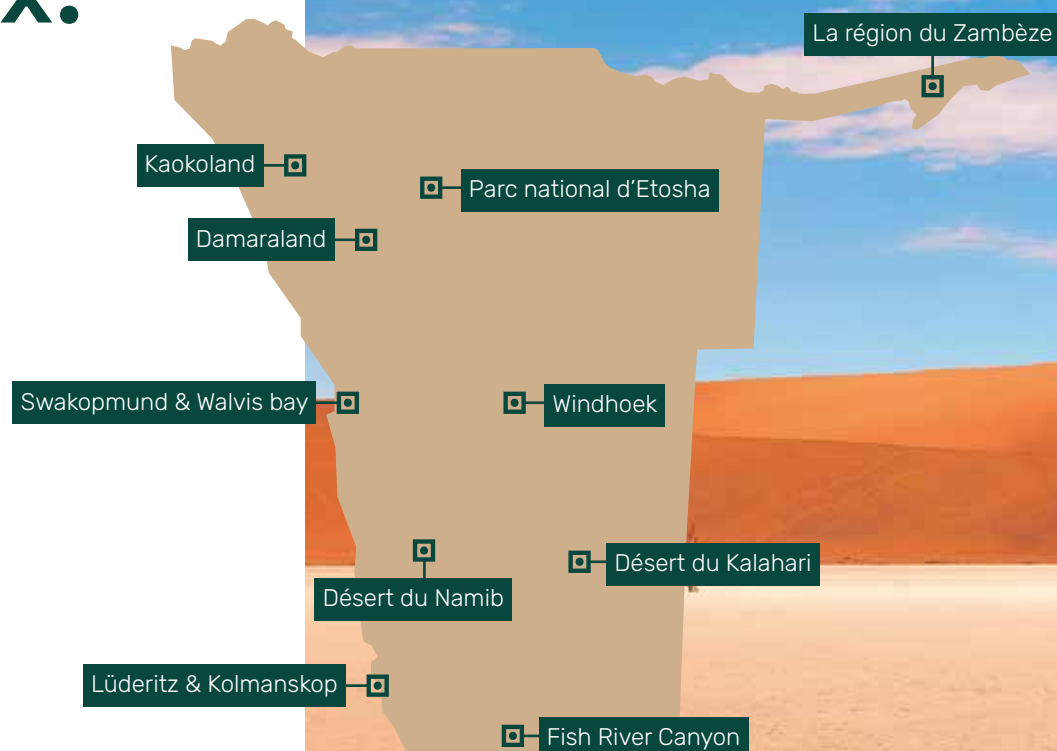 x.
La région du Zambèze
Kaokoland
Parc national d'Etosha
Damaraland
Swakopmund & Walvis bay
Windhoek
Désert du Kalahari
Désert du Namib
Lüderitz & Kolmanskop
Fish River Canyon